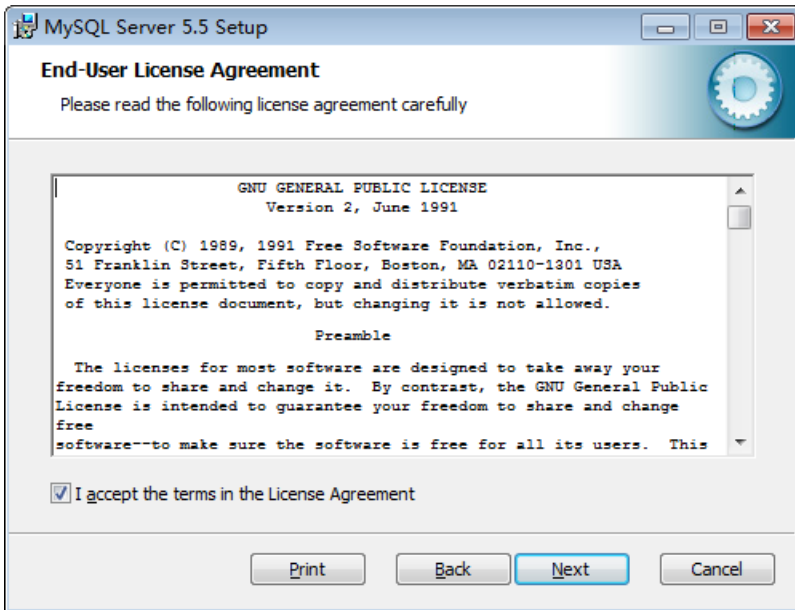 MySQL Server 5.5 Setup
End-User License Agreement
Please read the following license agreement carefully
GNU GENERAL PUBLIC LICENSE
Version 2, June 1991
Copyright (C) 1989, 1991 Free Software Foundation, Inc.,
51 Franklin Street, Fifth Floor, Boston, MA 02110-1301 USA
Everyone is permitted to copy and distribute verbatim copies
of this license document, but changing it is not allowed.
Preamble
The licenses for most software are designed to take away your
freedom to share and change it.  By contrast, the GNU General Public
License is intended to guarantee your freedom to share and change
free
software--to make sure the software is free for all its users.  This
I accept the terms in the License Agreement
Print Back Next Cancel